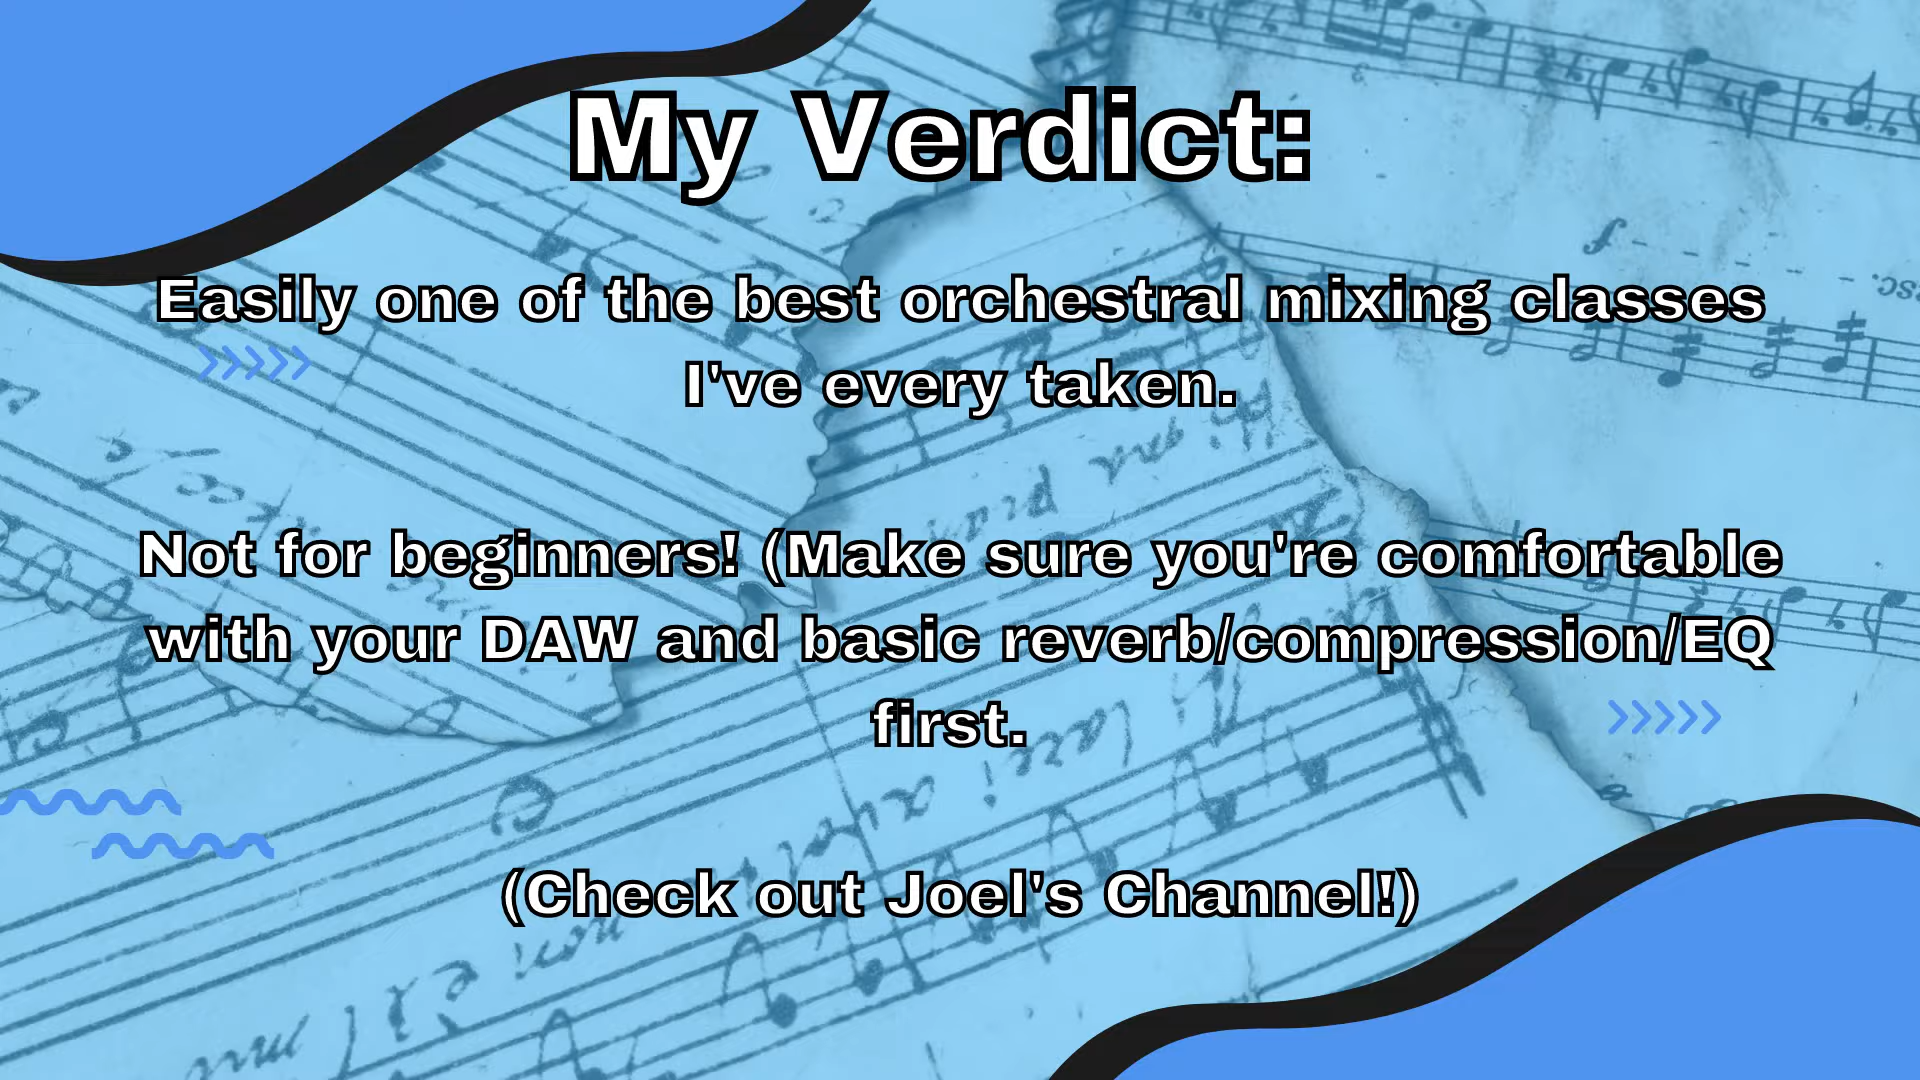 My Verdict:
Easily one of the best orchestral mixing classes
I've every taken.
Not for beginners! (Make sure you're comfortable
with your DAW and basic reverb/compression/EQ
first.
(Check out Joel's Channel!)